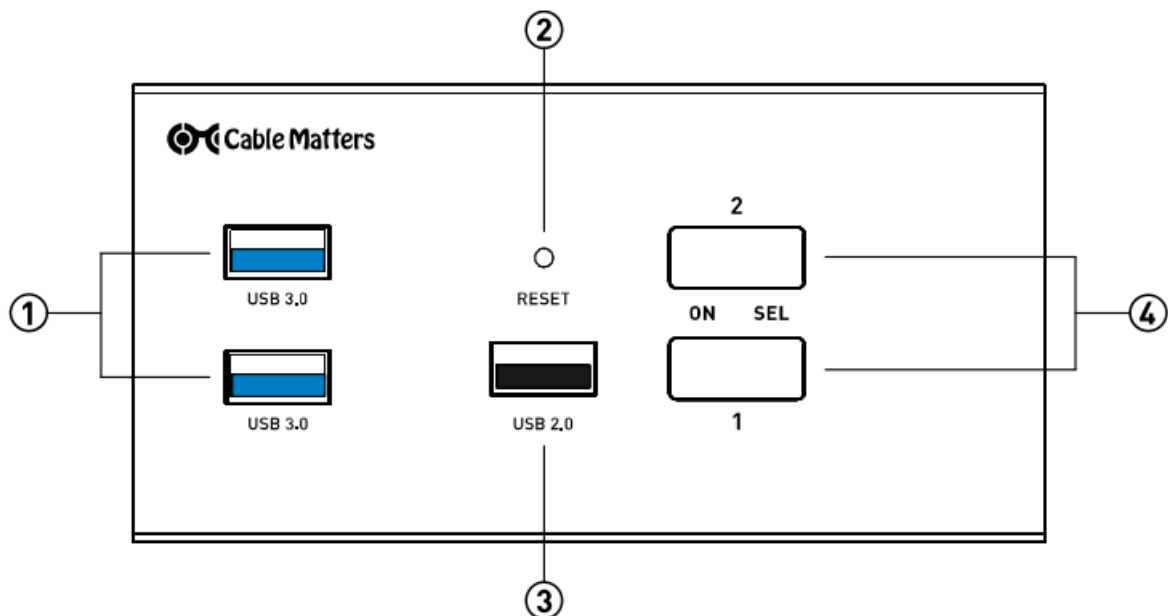 ②
Cable Matters
2
①
USB 3.0
RESET
ON SEL
④
USB 3.0
USB 2.0
1
③